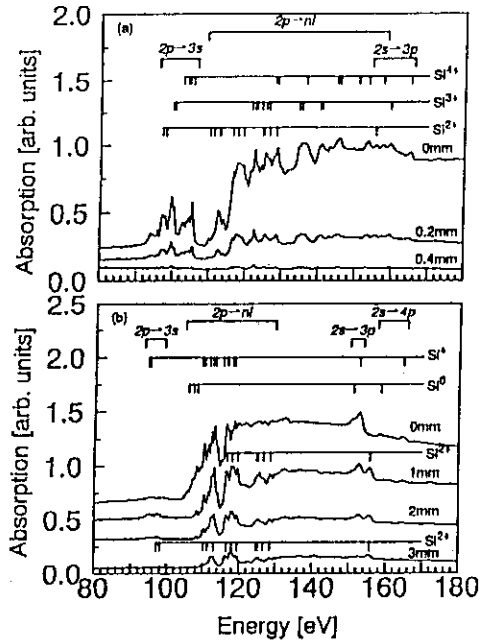 (a)
2p→nl
2p→3s
2s→3p
Si4+
Si3+
Si2+
0mm
0.2mm
0.4mm
2.0
1.5
1.0
0.5
0.0
Absorption [arb. units]
(b)
2p→nl
2p→3s
2s→3p
2s→4p
Si+
Si0
0mm
Si2+
1mm
2mm
Si2+
3mm
2.5
2.0
1.5
1.0
0.5
0.0
Absorption [arb. units]
80 100 120 140 160 180
Energy [eV]